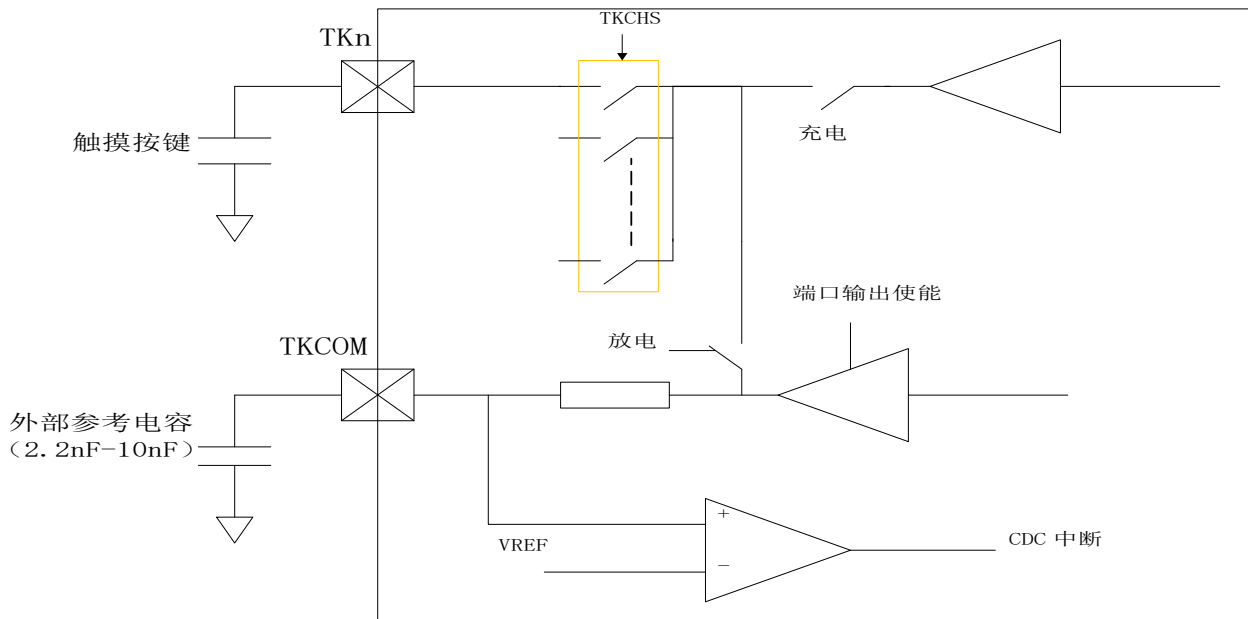 TKCHS
TKn
充电
触摸按键
端口输出使能
放电
TKCOM
外部参考电容
（2.2nF-10nF）
+
VREF
−
CDC 中断